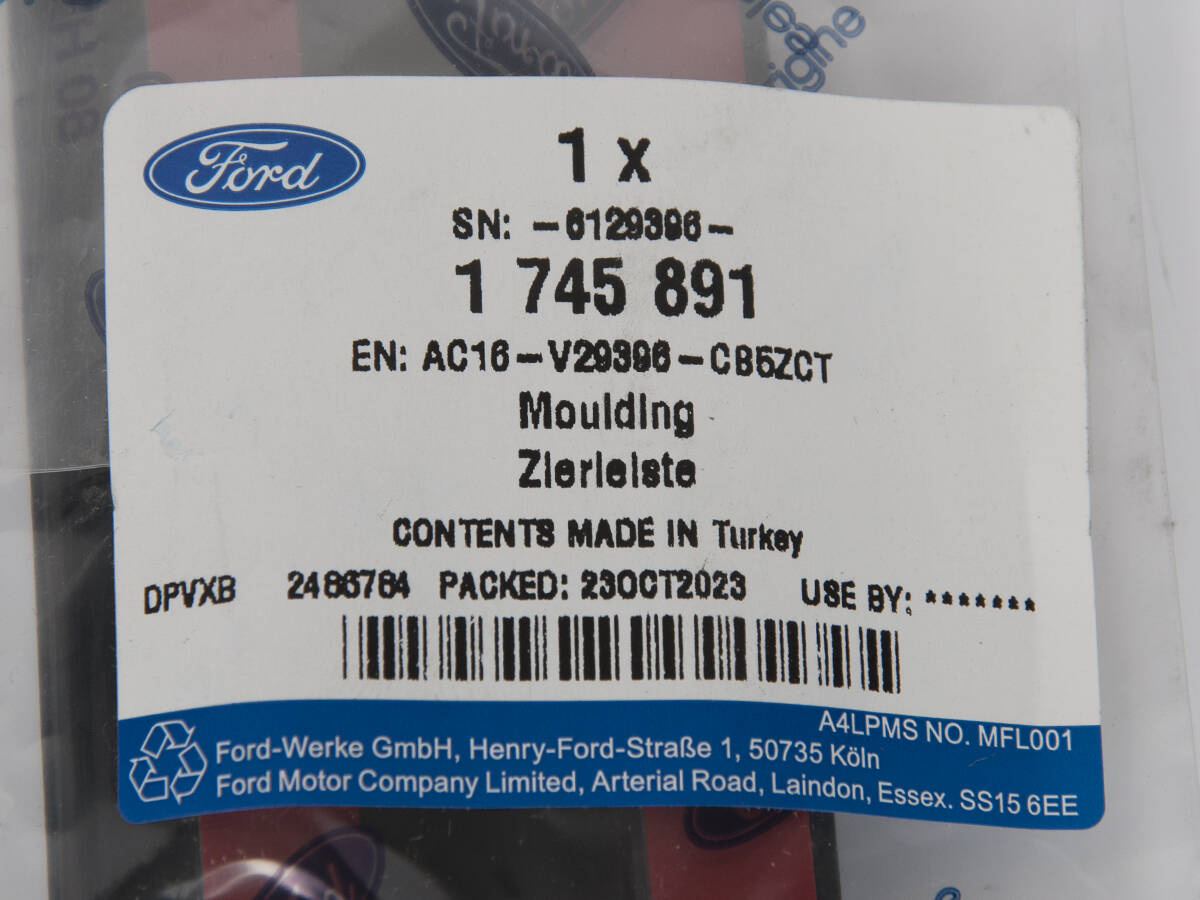 Ford
1 x
SN: -6129396-
1 745 891
EN: AC16-V29396-CB5ZCT
Moulding
Zierleiste
CONTENTS MADE IN Turkey
DPVXB 2486784 PACKED: 23OCT2023 USE BY: *******
A4LPMS NO. MFL001
Ford-Werke GmbH, Henry-Ford-Straße 1, 50735 Köln
Ford Motor Company Limited, Arterial Road, Laindon, Essex. SS15 6EE